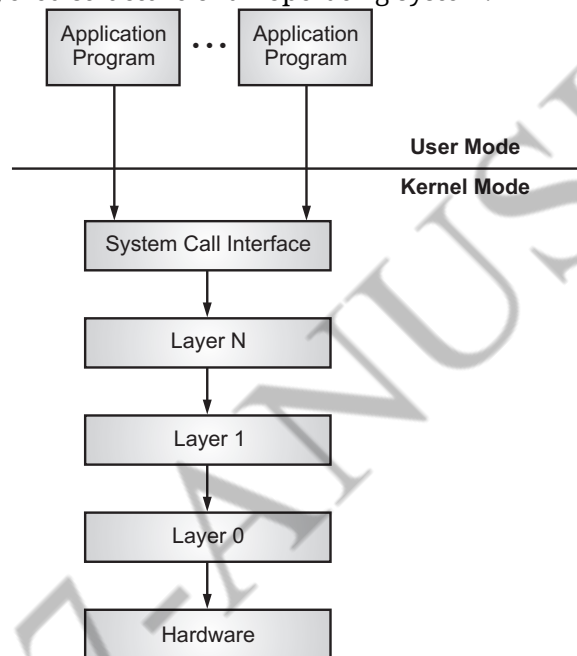 Application
Program
...
Application
Program
User Mode
Kernel Mode
System Call Interface
Layer N
Layer 1
Layer 0
Hardware